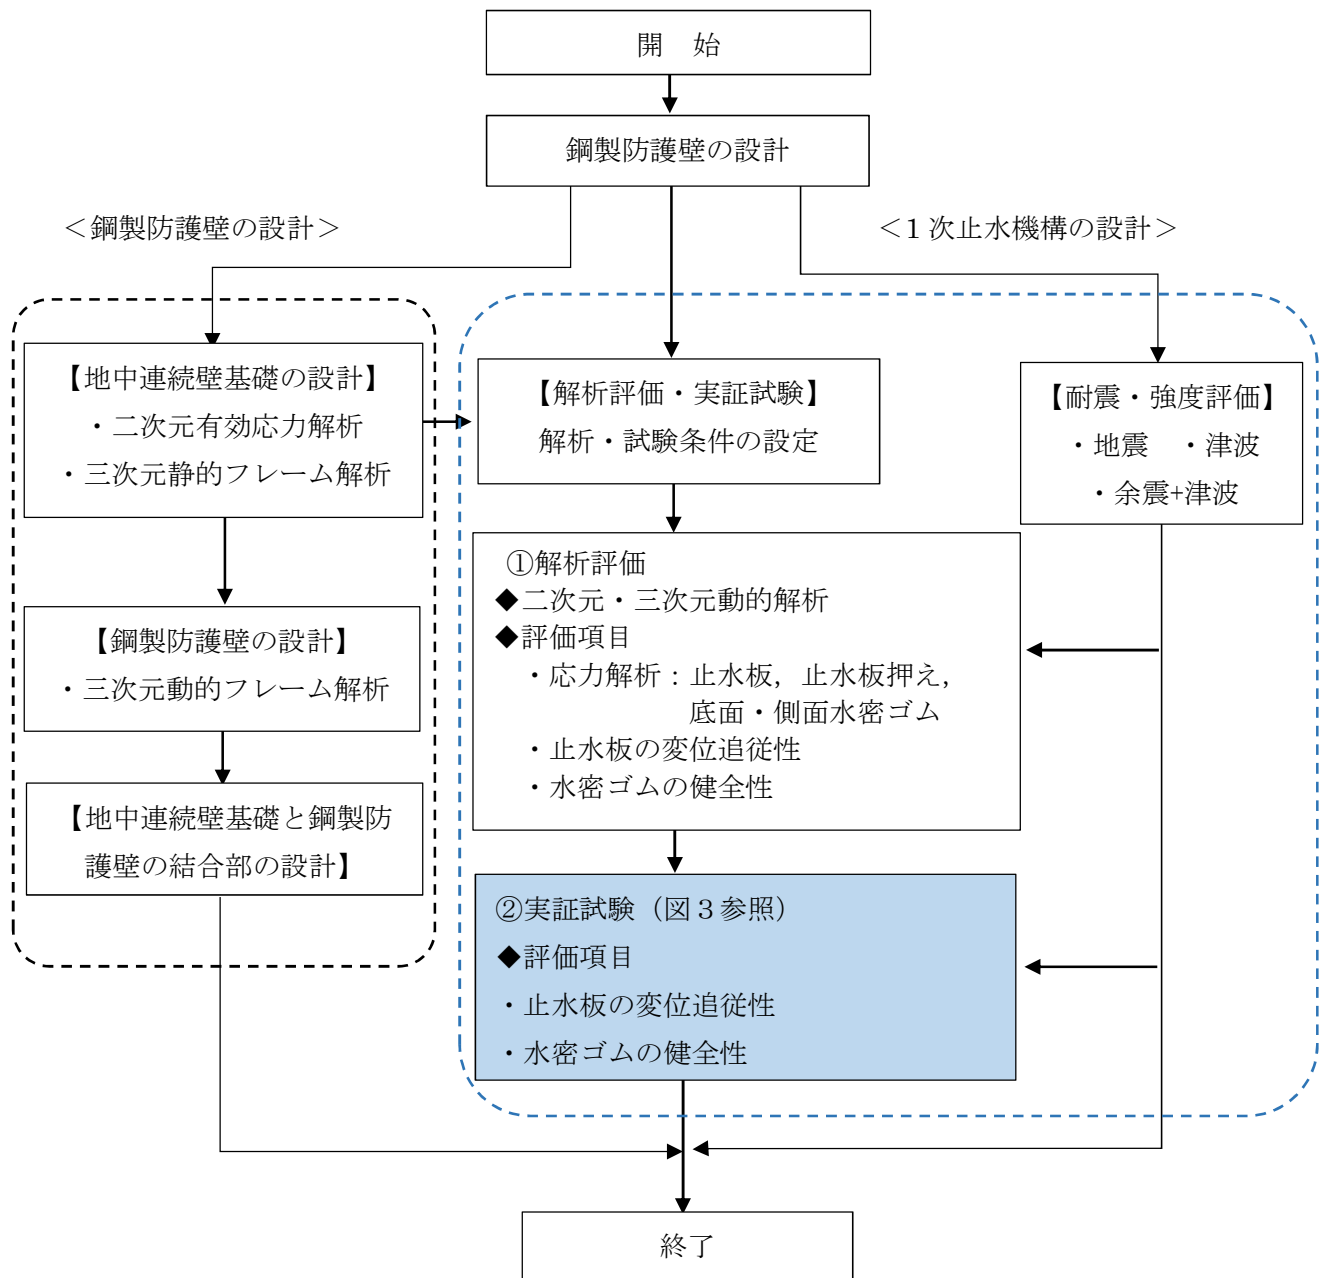 開　始
鋼製防護壁の設計
＜鋼製防護壁の設計＞
＜1次止水機構の設計＞
【地中連続壁基礎の設計】
・二次元有効応力解析
・三次元静的フレーム解析
【鋼製防護壁の設計】
・三次元動的フレーム解析
【地中連続壁基礎と鋼製防
護壁の結合部の設計】
【解析評価・実証試験】
解析・試験条件の設定
①解析評価
◆二次元・三次元動的解析
◆評価項目
・応力解析：止水板，止水板押え，
底面・側面水密ゴム
・止水板の変位追従性
・水密ゴムの健全性
②実証試験（図３参照）
◆評価項目
・止水板の変位追従性
・水密ゴムの健全性
【耐震・強度評価】
・地震　・津波
・余震+津波
終了